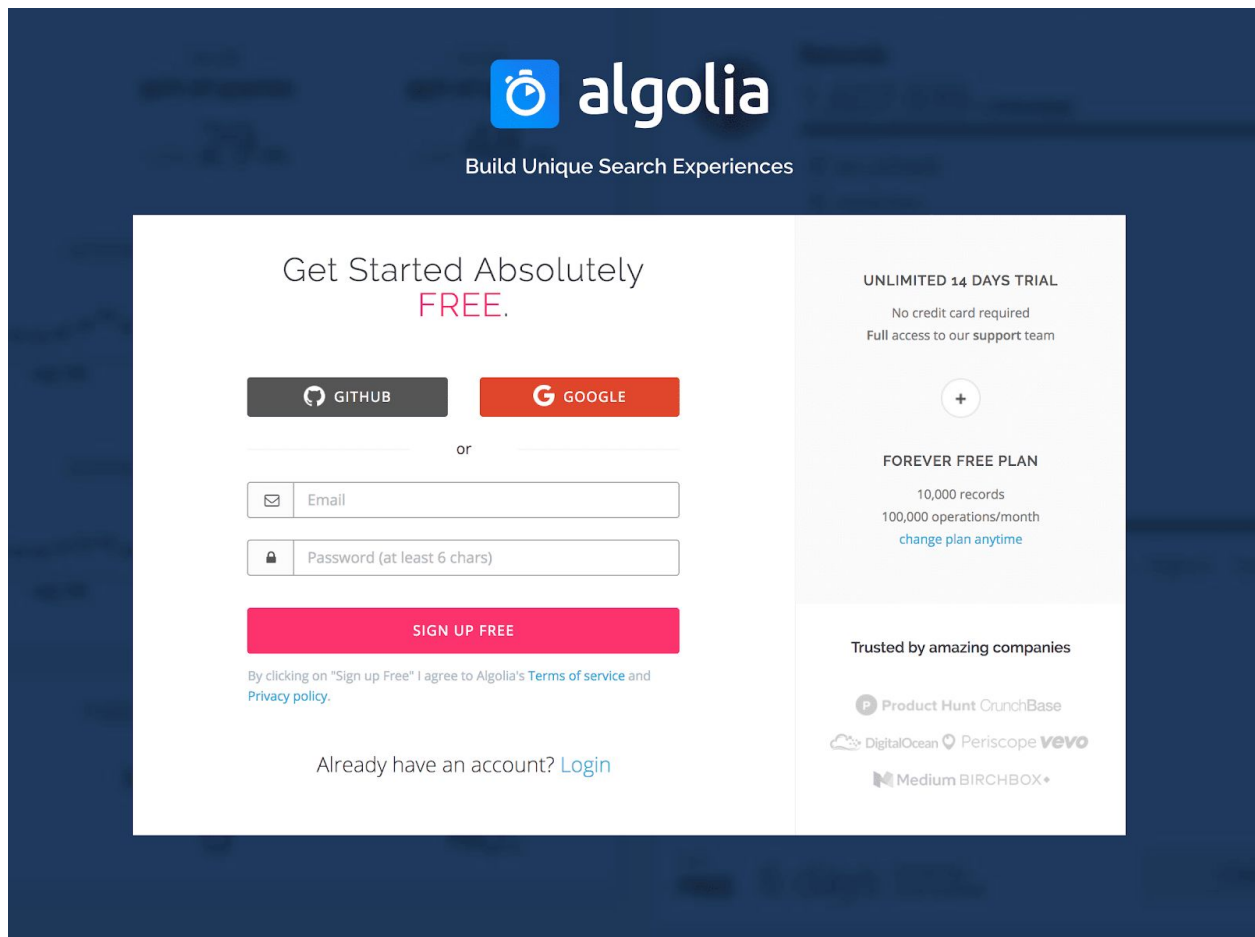 algolia
Build Unique Search Experiences
Get Started Absolutely
FREE.
GITHUB
GOOGLE
or
Email
Password (at least 6 chars)
SIGN UP FREE
By clicking on "Sign up Free" I agree to Algolia's Terms of service and
Privacy policy.
Already have an account? Login
UNLIMITED 14 DAYS TRIAL
No credit card required
Full access to our support team
+
FOREVER FREE PLAN
10,000 records
100,000 operations/month
change plan anytime
Trusted by amazing companies
P Product Hunt CrunchBase
DigitalOcean Periscope vevo
Medium BIRCHBOX